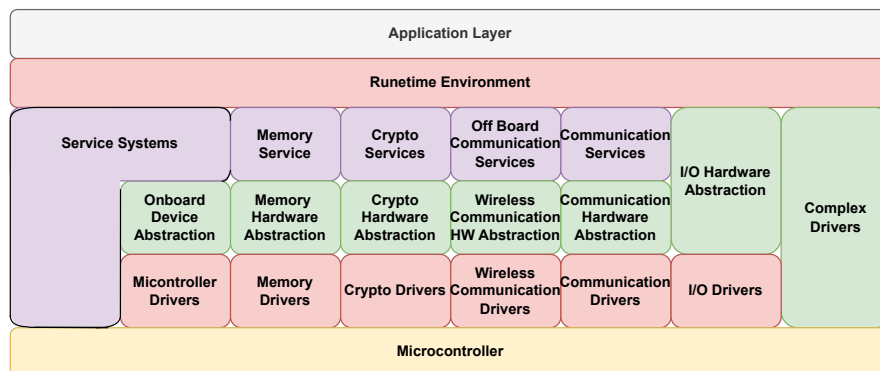 Application Layer
Runetime Environment
Service Systems
Memory
Service
Crypto
Services
Off Board
Communication
Services
Communication
Services
I/O Hardware
Abstraction
Complex
Drivers
Onboard
Device
Abstraction
Memory
Hardware
Abstraction
Crypto
Hardware
Abstraction
Wireless
Communication
HW Abstraction
Communication
Hardware
Abstraction
Micontroller
Drivers
Memory
Drivers
Crypto Drivers
Wireless
Communication
Drivers
Communication
Drivers
I/O Drivers
Microcontroller